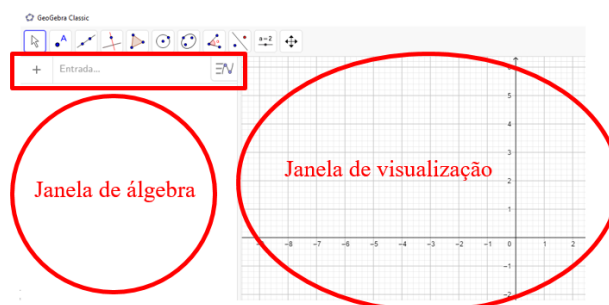 GeoGebra Classic
A
a=2
+ Entrada...
Janela de álgebra
Janela de visualização
5
4
3
2
1
-8 -7 -6 -5 -4 -3 -2 -1 0 1 2
-1
-2